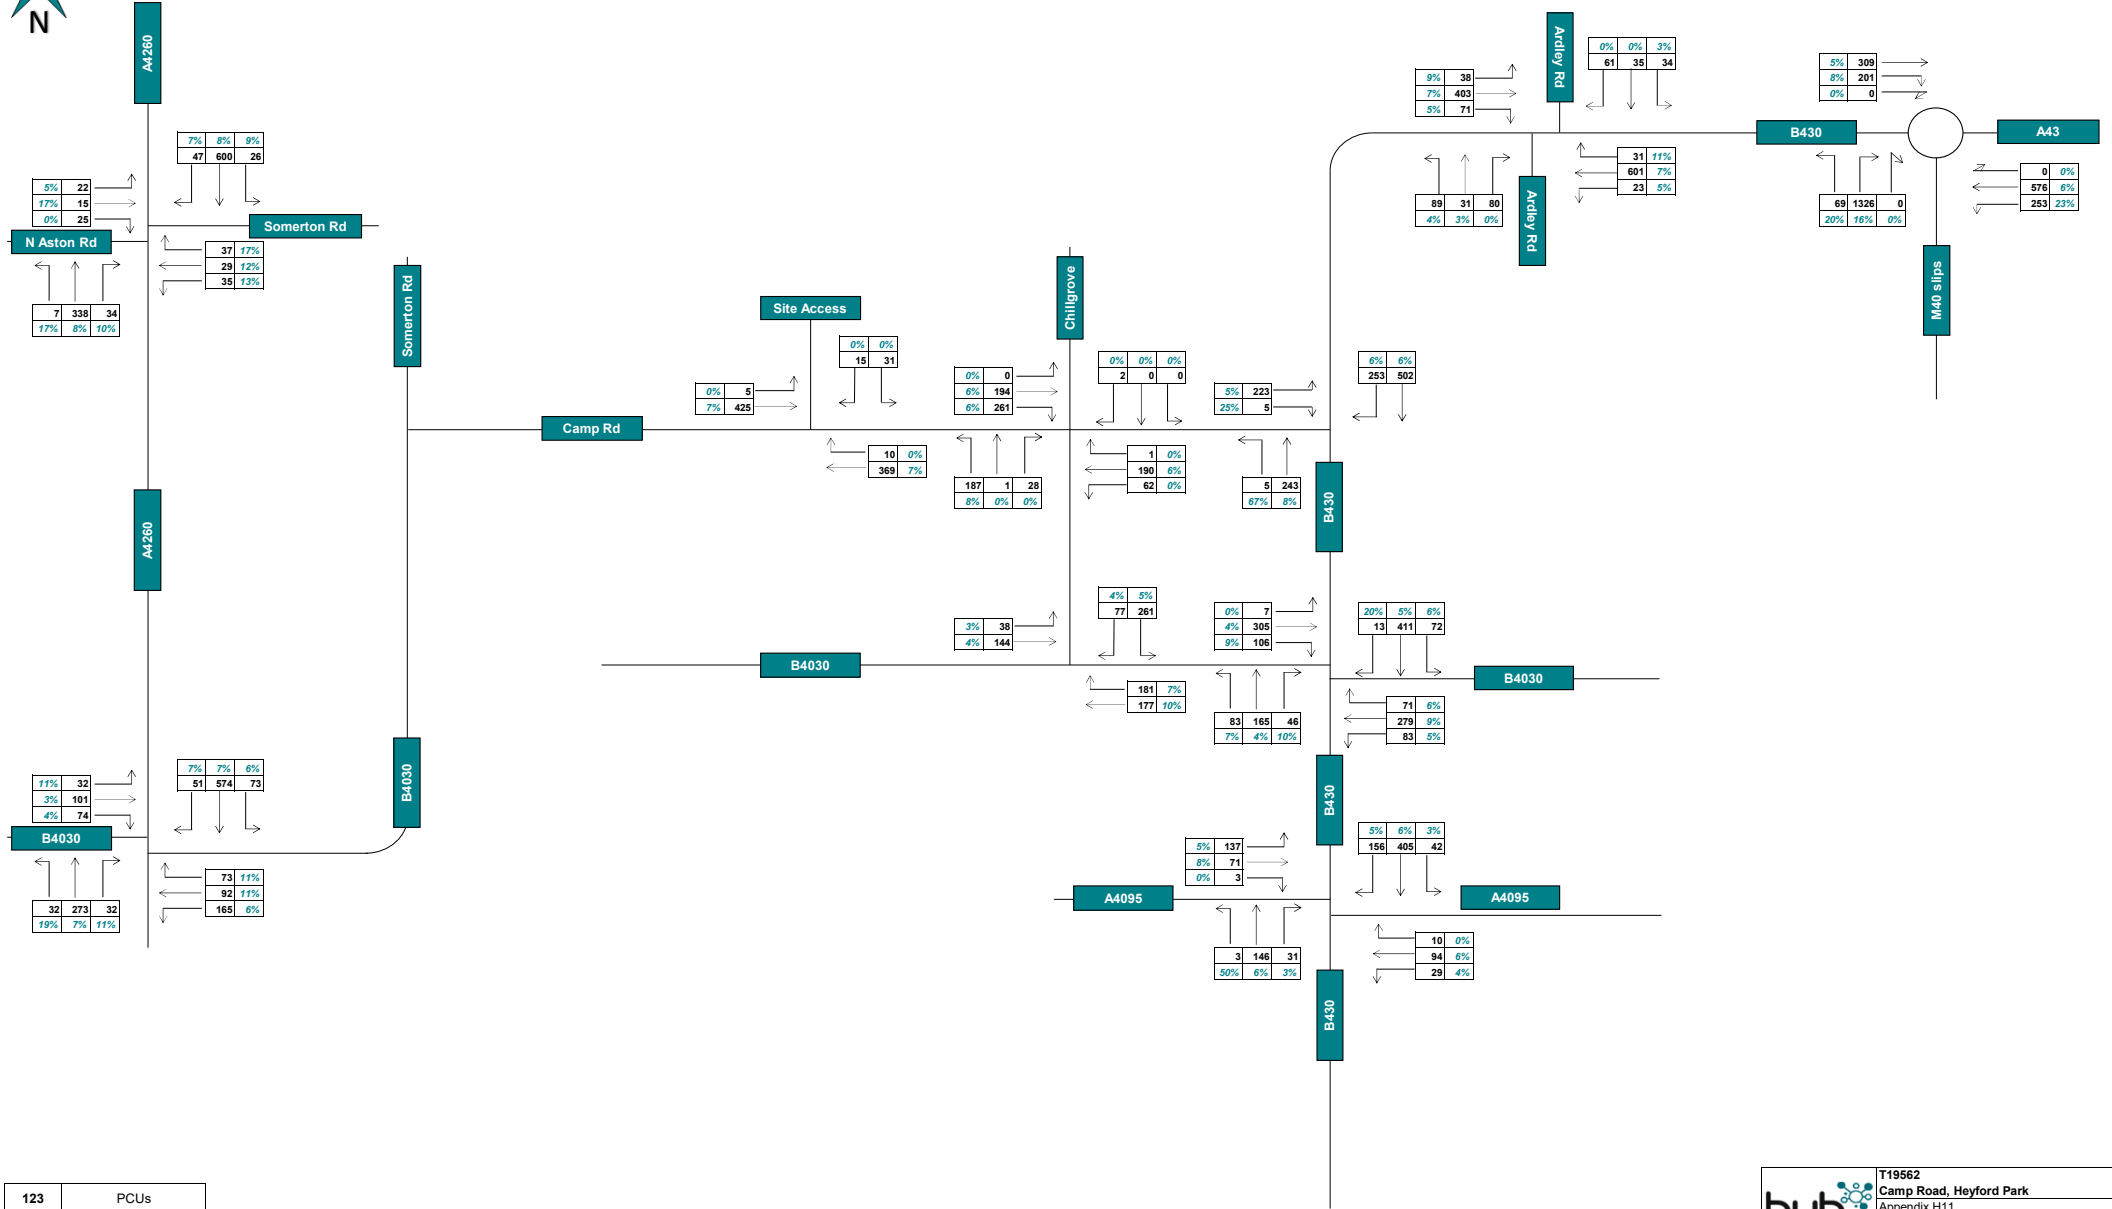 N
A4260
7% 8% 9%
47 600 26
5% 22
17% 15
0% 25
N Aston Rd
Somerton Rd
37 17%
29 12%
35 13%
7 338 34
17% 8% 10%
A4260
7% 7% 6%
51 574 73
11% 32
3% 101
4% 74
B4030
73 11%
92 11%
165 6%
32 273 32
19% 7% 11%
Somerton Rd
B4030
Camp Rd
Site Access
0% 0%
15 31
0% 5
7% 425
10 0%
369 7%
Chillgrove
0% 0
6% 194
6% 261
0% 0% 0%
2 0 0
187 1 28
8% 0% 0%
1 0%
190 6%
62 0%
5% 223
25% 5
6% 6%
253 502
5 243
67% 8%
B430
B4030
3% 38
4% 144
4% 5%
77 261
181 7%
177 10%
0% 7
4% 305
9% 106
20% 5% 6%
13 411 72
B4030
83 165 46
7% 4% 10%
71 6%
279 9%
83 5%
B430
5% 137
8% 71
0% 3
5% 6% 3%
156 405 42
A4095
A4095
3 146 31
50% 6% 3%
10 0%
94 6%
29 4%
B430
Ardley Rd
0% 0% 3%
61 35 34
9% 38
7% 403
5% 71
89 31 80
4% 3% 0%
Ardley Rd
31 11%
601 7%
23 5%
B430
5% 309
8% 201
0% 0
A43
69 1326 0
20% 16% 0%
0 0%
576 6%
253 23%
M40 slips
123 PCUs
hub
T19562
Camp Road, Heyford Park
Appendix H11